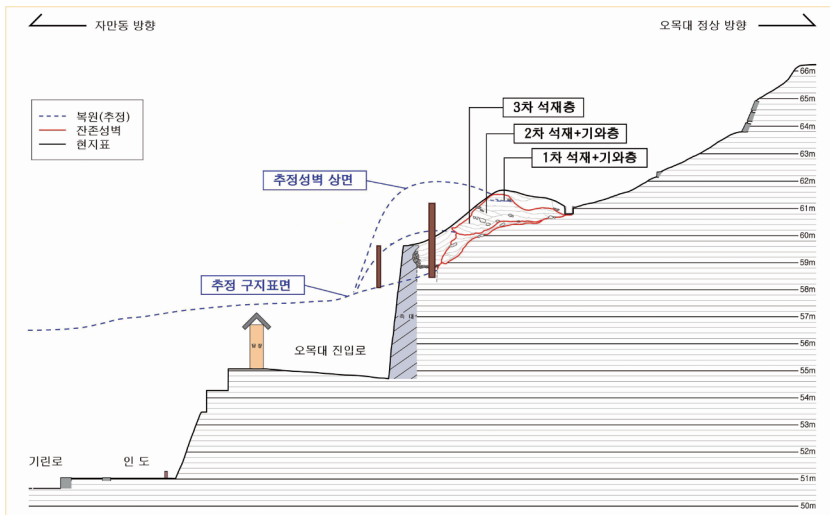 자만동 방향
오목대 정상 방향
복원(추정)
잔존성벽
현지표
3차 석재층
2차 석재+기와층
1차 석재+기와층
추정성벽 상면
추정 구지표면
오목대 진입로
담장
기린로
인 도
66m
65m
64m
63m
62m
61m
60m
59m
58m
57m
56m
55m
54m
53m
52m
51m
50m